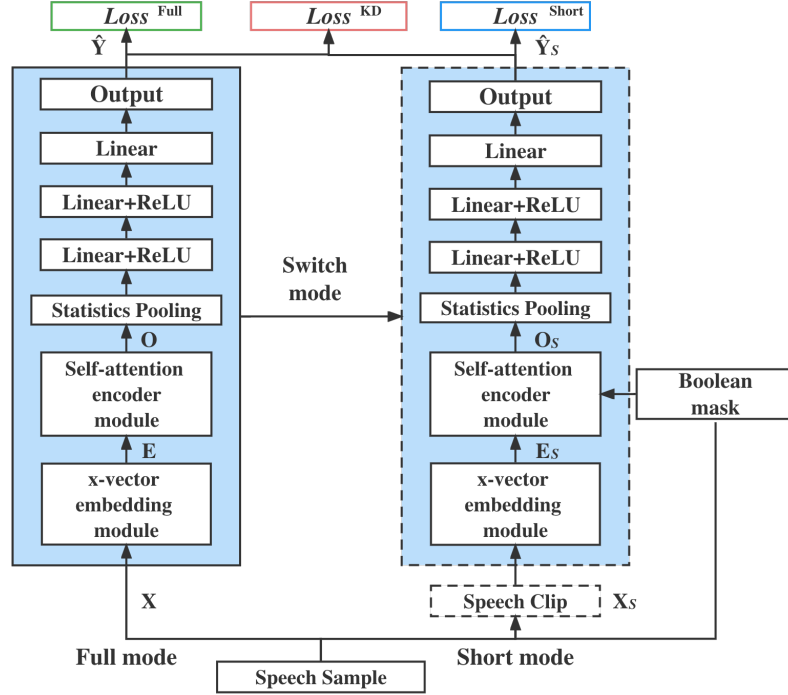 Loss Full
Loss KD
Loss Short
Ŷ
Ŷs
Output
Output
Linear
Linear
Linear+ReLU
Linear+ReLU
Linear+ReLU
Linear+ReLU
Switch
mode
Statistics Pooling
Statistics Pooling
O
Os
Self-attention
encoder
module
Self-attention
encoder
module
Boolean
mask
E
Es
x-vector
embedding
module
x-vector
embedding
module
X
Speech Clip
Xs
Full mode
Short mode
Speech Sample